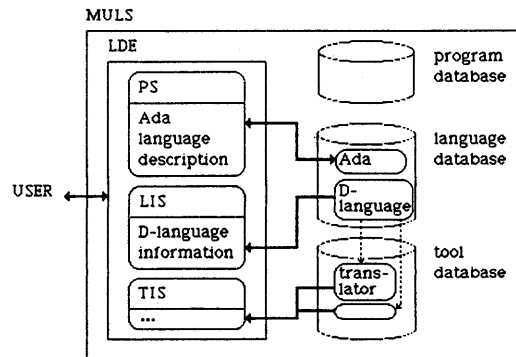 MULS
LDE
PS
Ada
language
description
USER
LIS
D-language
information
TIS
...
program
database
language
database
Ada
D-
language
tool
database
trans-
lator